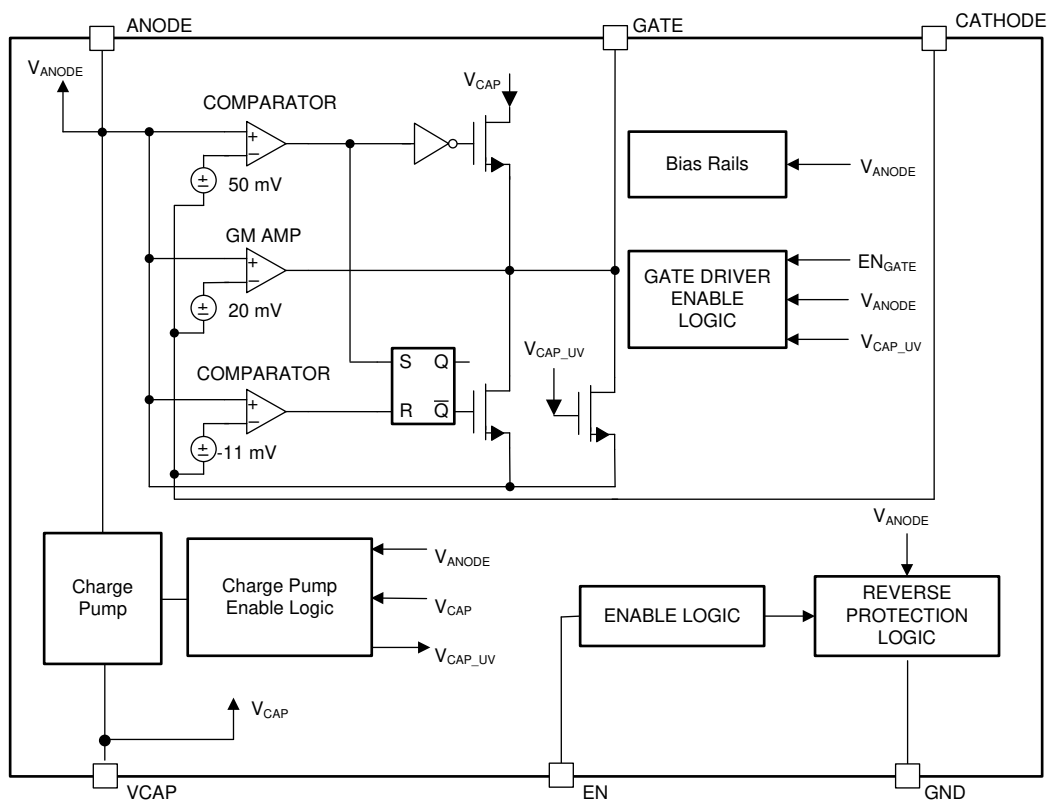 ANODE
GATE
CATHODE
VANODE
VCAP
COMPARATOR
+
−
±
50 mV
Bias Rails
VANODE
GM AMP
+
−
±
20 mV
GATE DRIVER
ENABLE
LOGIC
ENGATE
VANODE
VCAP_UV
S Q
R Q̅
VCAP_UV
COMPARATOR
+
−
±
-11 mV
VANODE
Charge
Pump
Charge Pump
Enable Logic
VANODE
VCAP
VCAP_UV
ENABLE LOGIC
REVERSE
PROTECTION
LOGIC
VCAP
VCAP
EN
GND